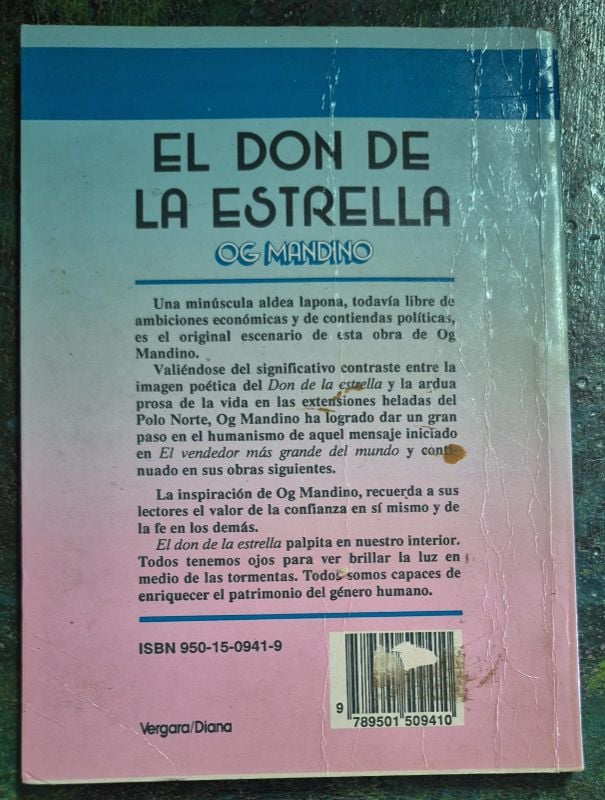 EL DON DE
LA ESTRELLA
OG MANDINO
Una minúscula aldea lapona, todavía libre de
ambiciones económicas y de contiendas políticas,
es el original escenario de esta obra de Og
Mandino.
Valiéndose del significativo contraste entre la
imagen poética del Don de la estrella y la ardua
prosa de la vida en las extensiones heladas del
Polo Norte, Og Mandino ha logrado dar un gran
paso en el humanismo de aquel mensaje iniciado
en El vendedor más grande del mundo y conti-
nuado en sus obras siguientes.
La inspiración de Og Mandino, recuerda a sus
lectores el valor de la confianza en sí mismo y de
la fe en los demás.
El don de la estrella palpita en nuestro interior.
Todos tenemos ojos para ver brillar la luz en
medio de las tormentas. Todos somos capaces de
enriquecer el patrimonio del género humano.
ISBN 950-15-0941-9
9 789501 509410
Vergara/Diana